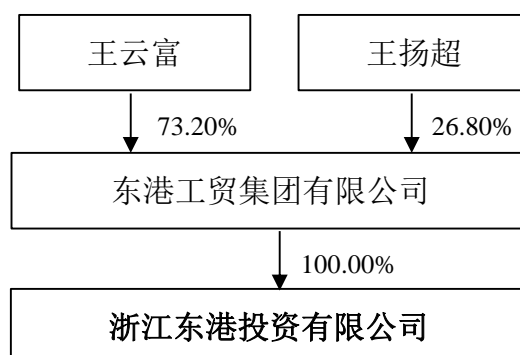 王云富 王扬超
73.20% 26.80%
东港工贸集团有限公司
100.00%
浙江东港投资有限公司